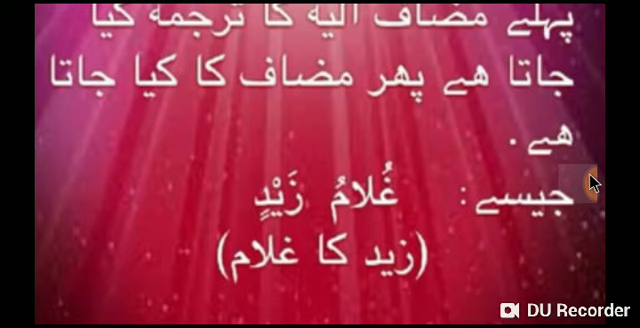 پہلے مضاف الیہ کا ترجمہ کیا
جاتا ھے پھر مضاف کا کیا جاتا
ھے .
جیسے : غُلامُ زَیْدٍ
(زید کا غلام)
DU Recorder